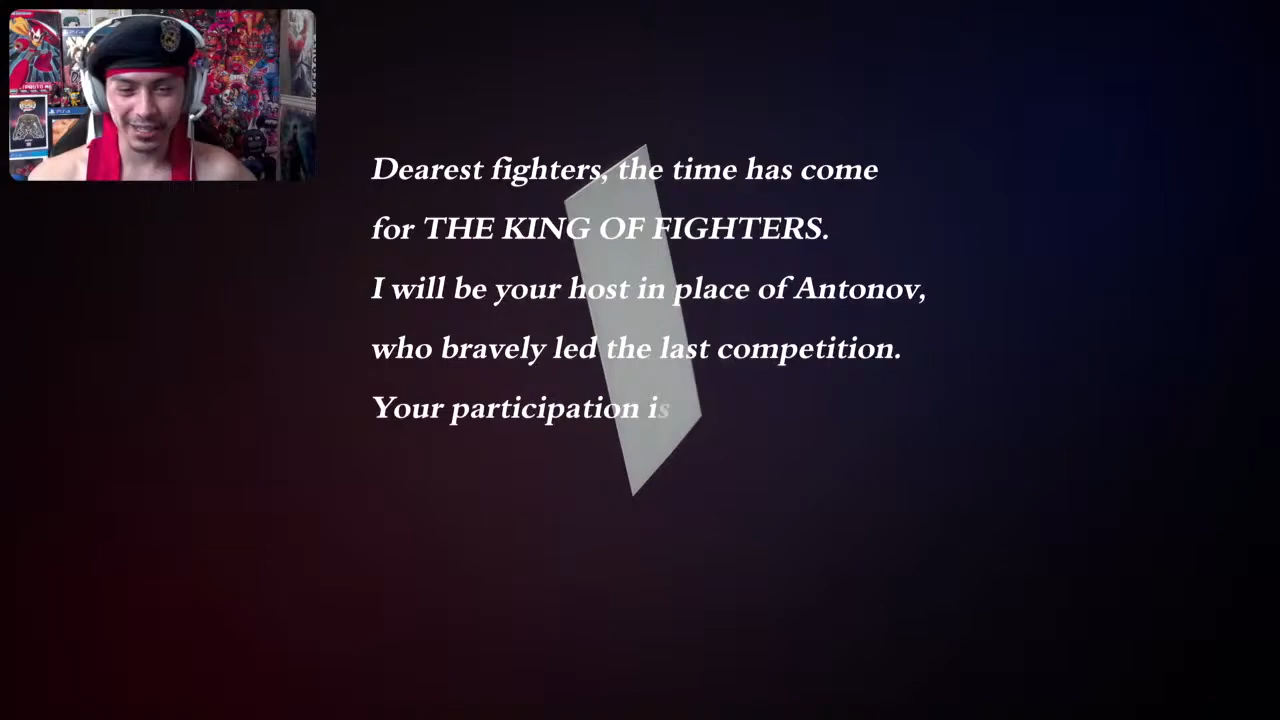 Dearest fighters, the time has come
for THE KING OF FIGHTERS.
I will be your host in place of Antonov,
who bravely led the last competition.
Your participation is